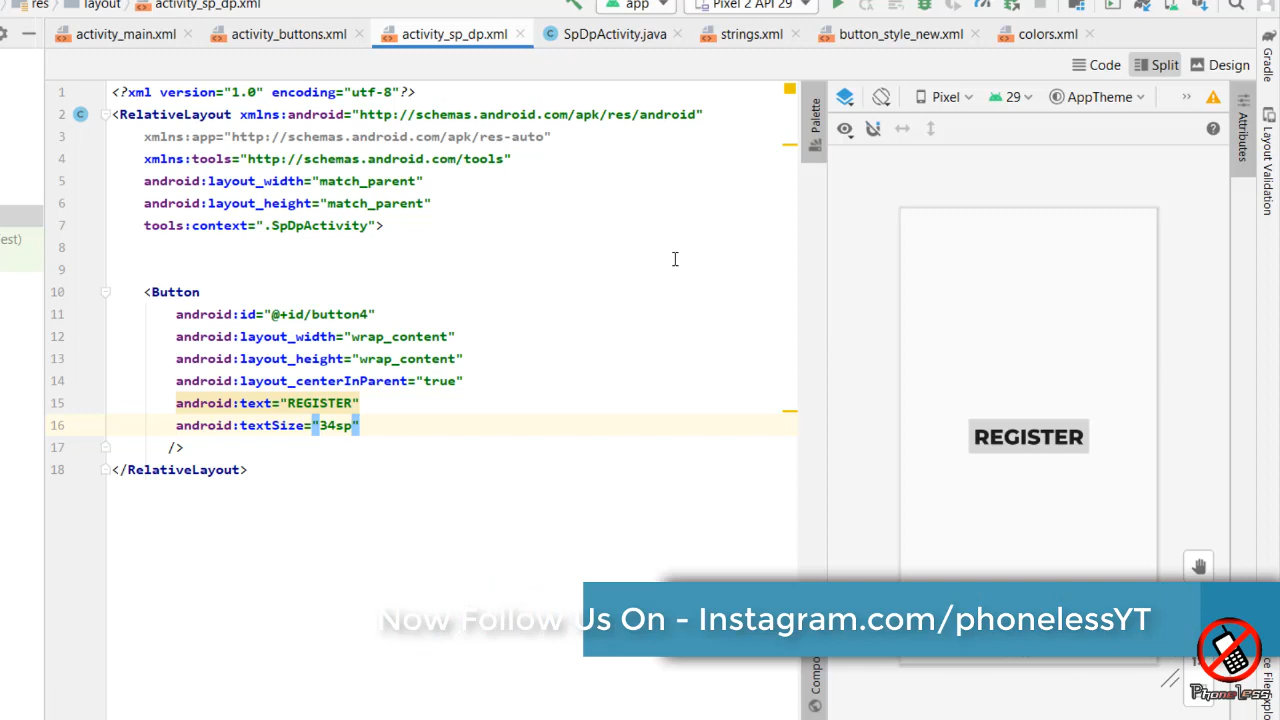 res layout activity_sp_dp.xml app Pixel 2 API 29
activity_main.xml activity_buttons.xml activity_sp_dp.xml SpDpActivity.java strings.xml button_style_new.xml colors.xml
Code Split Design
Pixel 29 AppTheme
1 <?xml version="1.0" encoding="utf-8"?>
2 <RelativeLayout xmlns:android="http://schemas.android.com/apk/res/android"
3 xmlns:app="http://schemas.android.com/apk/res-auto"
4 xmlns:tools="http://schemas.android.com/tools"
5 android:layout_width="match_parent"
6 android:layout_height="match_parent"
7 tools:context=".SpDpActivity">
8
9
10 <Button
11 android:id="@+id/button4"
12 android:layout_width="wrap_content"
13 android:layout_height="wrap_content"
14 android:layout_centerInParent="true"
15 android:text="REGISTER"
16 android:textSize="34sp"
17 />
18 </RelativeLayout>
est)
Palette
REGISTER
Attributes
Gradle
Layout Validation
Now Follow Us On - Instagram.com/phonelessYT
Compo
PhoneLess